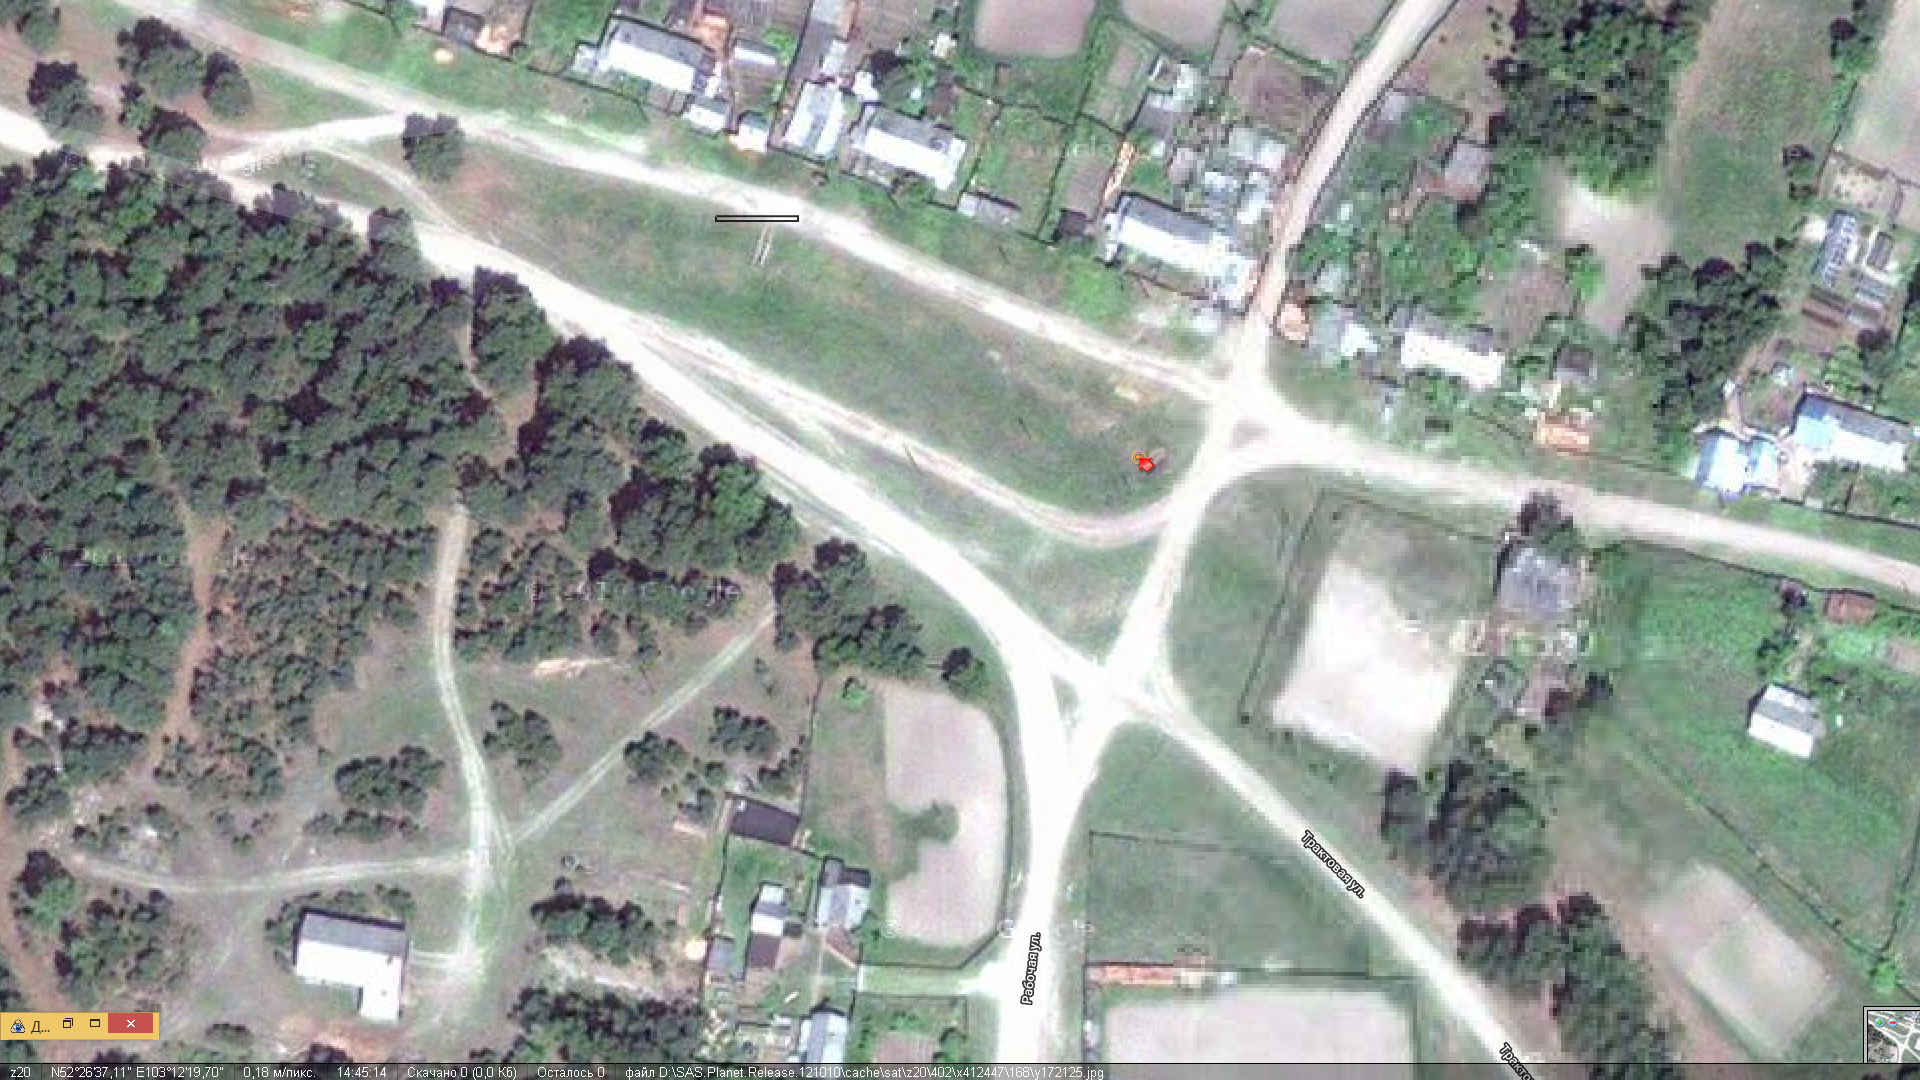 Трактовая ул.
Рабочая ул.
Д...
z20 N52°26'37,11" E103°12'19,70" 0,18 м/пикс. 14:45:14 Скачано 0 (0,0 Кб) Осталось 0 файл D:\SAS.Planet.Release.121010\cache\sat\z20\402\x412447\168\y172125.jpg